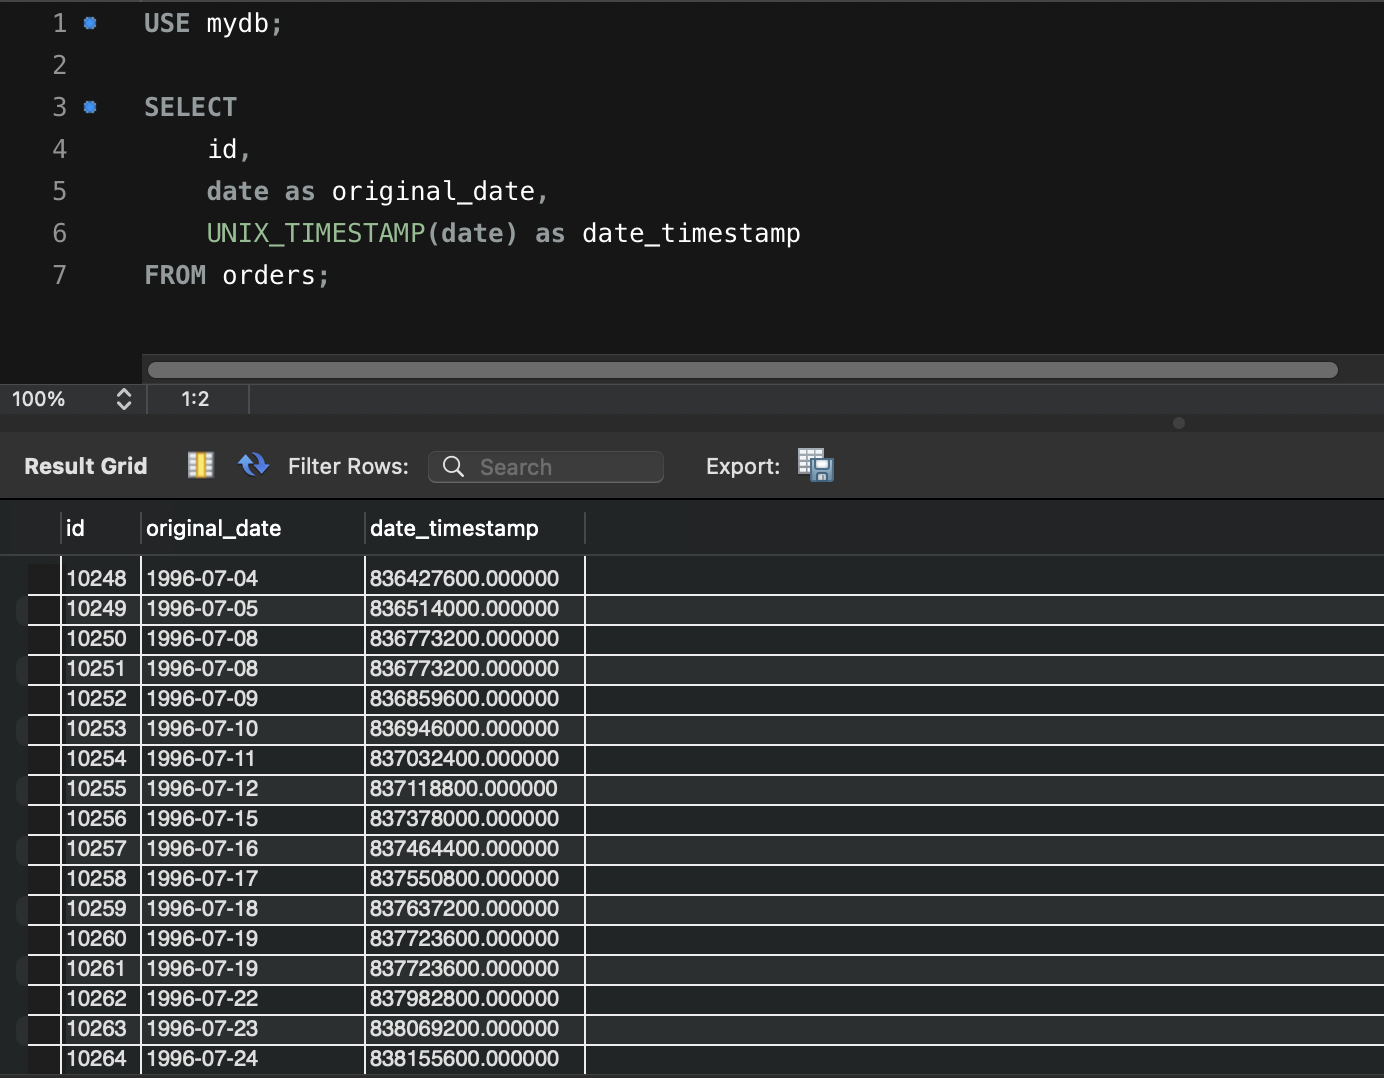 1 USE mydb;
2
3 SELECT
4 id,
5 date as original_date,
6 UNIX_TIMESTAMP(date) as date_timestamp
7 FROM orders;
100% 1:2
Result Grid Filter Rows: Search Export:
id original_date date_timestamp
10248 1996-07-04 836427600.000000
10249 1996-07-05 836514000.000000
10250 1996-07-08 836773200.000000
10251 1996-07-08 836773200.000000
10252 1996-07-09 836859600.000000
10253 1996-07-10 836946000.000000
10254 1996-07-11 837032400.000000
10255 1996-07-12 837118800.000000
10256 1996-07-15 837378000.000000
10257 1996-07-16 837464400.000000
10258 1996-07-17 837550800.000000
10259 1996-07-18 837637200.000000
10260 1996-07-19 837723600.000000
10261 1996-07-19 837723600.000000
10262 1996-07-22 837982800.000000
10263 1996-07-23 838069200.000000
10264 1996-07-24 838155600.000000